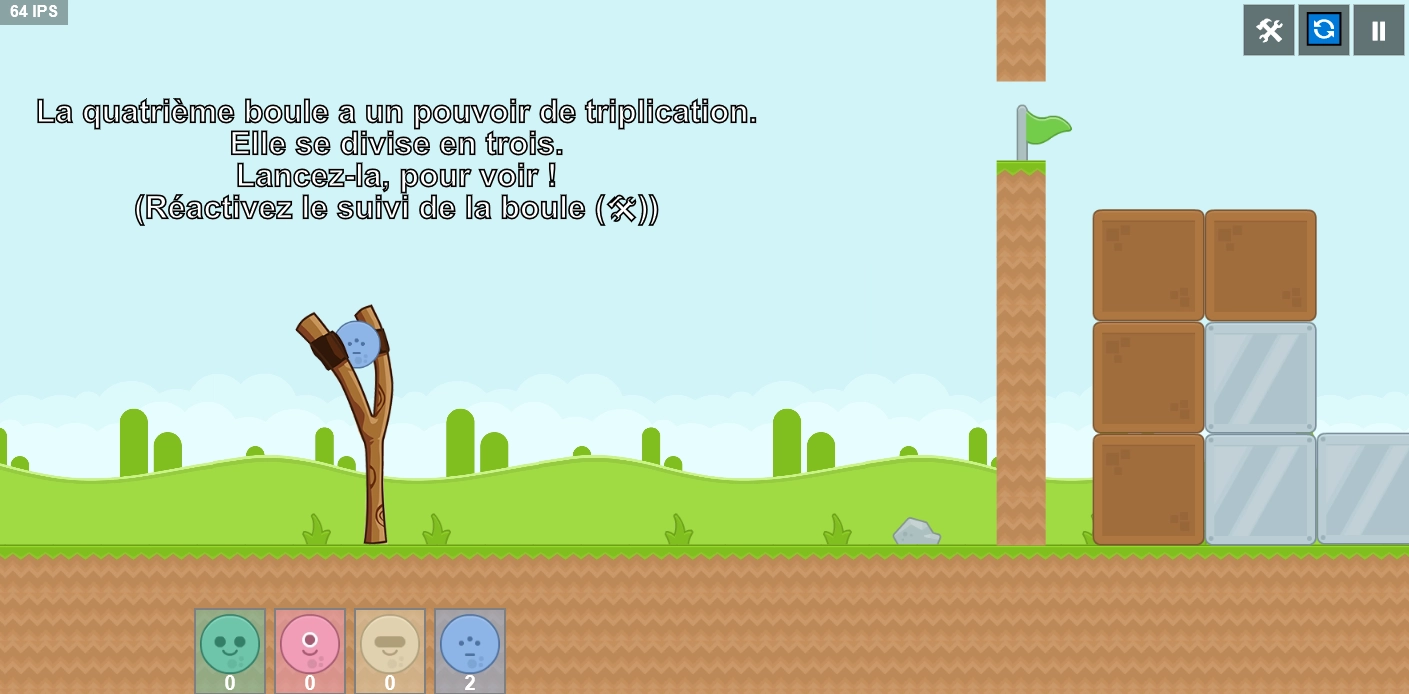 64 IPS
La quatrième boule a un pouvoir de triplication.
Elle se divise en trois.
Lancez-la, pour voir !
(Réactivez le suivi de la boule (🛠))
0
0
0
2